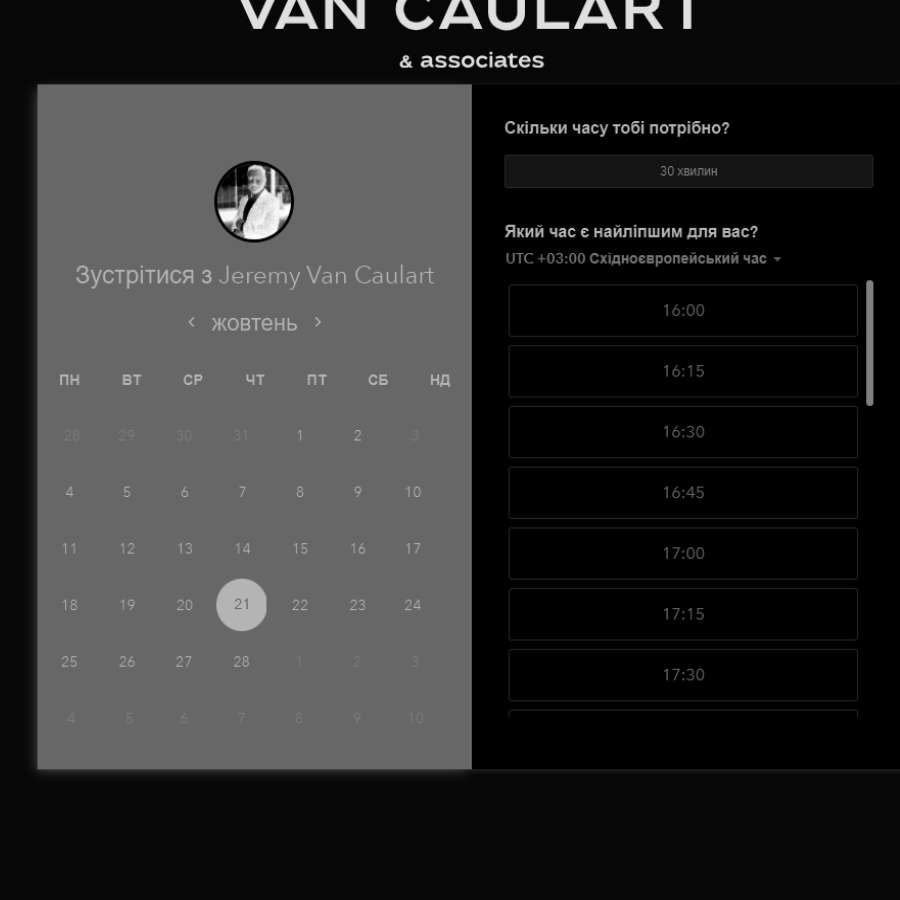 VAN CAULART
& associates
Зустрітися з Jeremy Van Caulart
жовтень
ПН ВТ СР ЧТ ПТ СБ НД
28 29 30 31 1 2 3
4 5 6 7 8 9 10
11 12 13 14 15 16 17
18 19 20 21 22 23 24
25 26 27 28 1 2 3
4 5 6 7 8 9 10
Скільки часу тобі потрібно?
30 хвилин
Який час є найліпшим для вас?
UTC +03:00 Східноєвропейський час
16:00
16:15
16:30
16:45
17:00
17:15
17:30